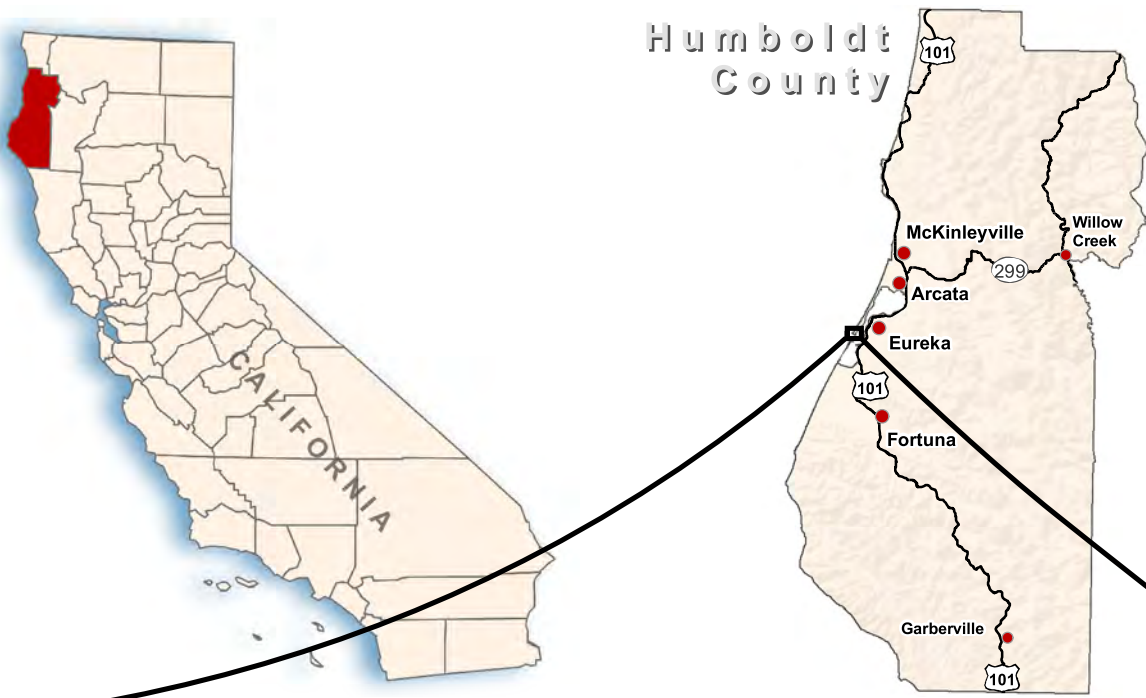 Humboldt
County
101
McKinleyville
Willow
Creek
299
Arcata
Eureka
101
CALIFORNIA
Fortuna
Garberville
101